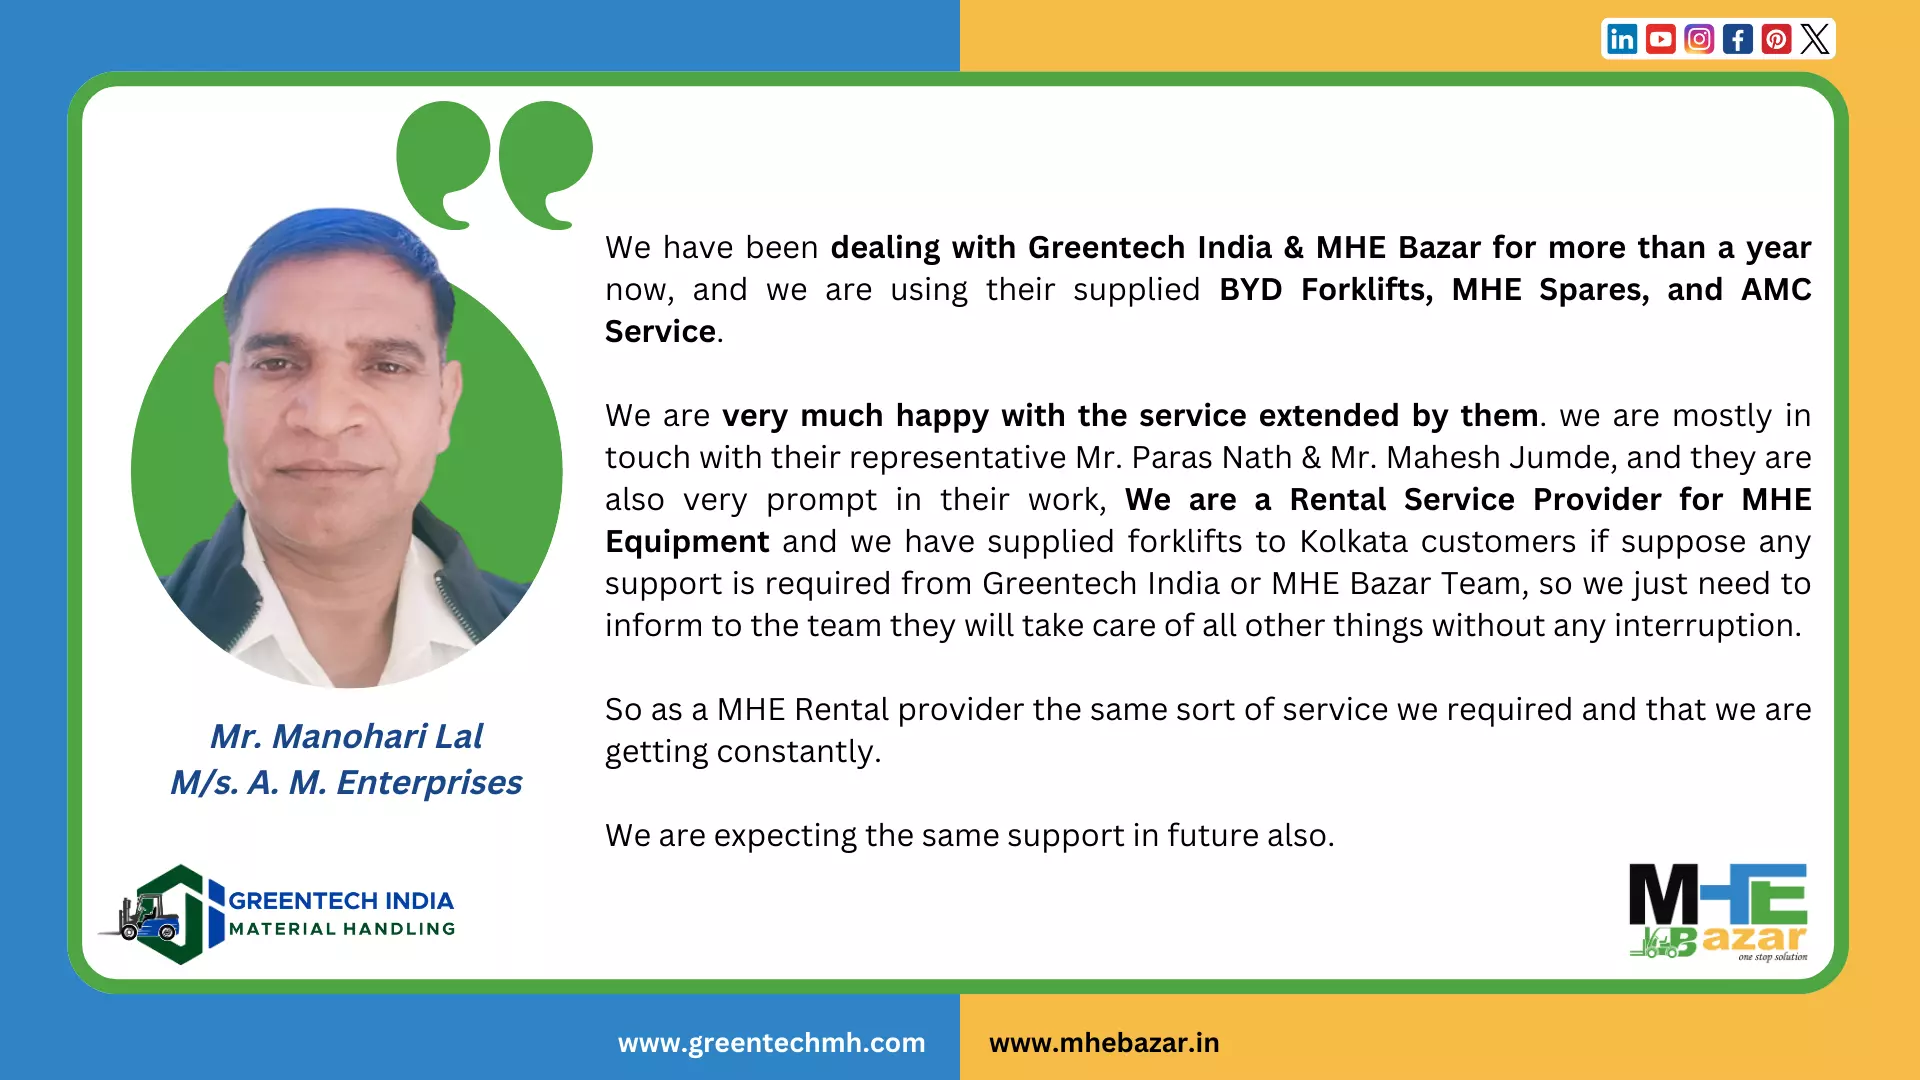 We have been dealing with Greentech India & MHE Bazar for more than a year
now, and we are using their supplied BYD Forklifts, MHE Spares, and AMC
Service.
We are very much happy with the service extended by them. we are mostly in
touch with their representative Mr. Paras Nath & Mr. Mahesh Jumde, and they are
also very prompt in their work, We are a Rental Service Provider for MHE
Equipment and we have supplied forklifts to Kolkata customers if suppose any
support is required from Greentech India or MHE Bazar Team, so we just need to
inform to the team they will take care of all other things without any interruption.
So as a MHE Rental provider the same sort of service we required and that we are
getting constantly.
We are expecting the same support in future also.
Mr. Manohari Lal
M/s. A. M. Enterprises
GREENTECH INDIA
MATERIAL HANDLING
MHE
Bazar
one stop solution
www.greentechmh.com
www.mhebazar.in